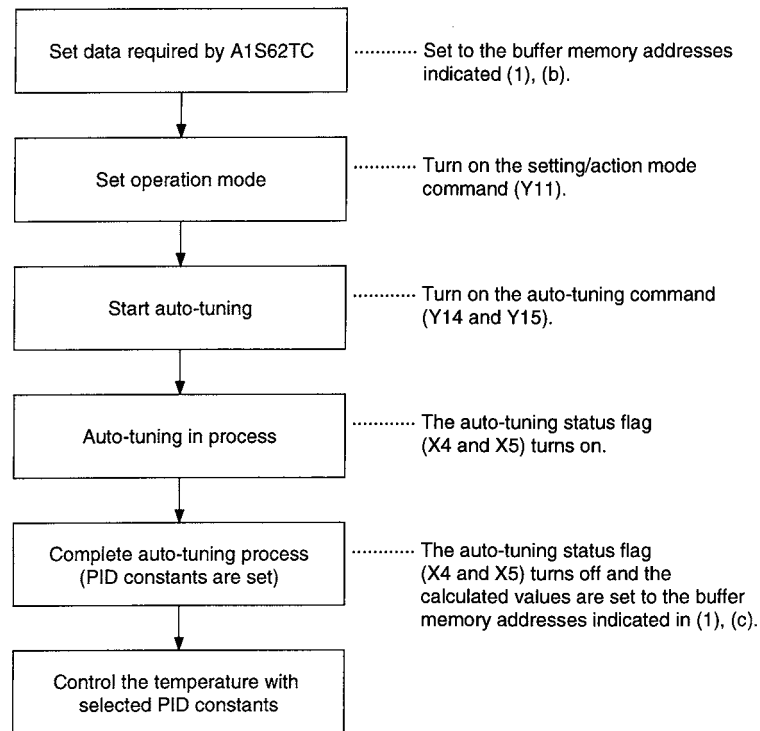 Set data required by A1S62TC
Set to the buffer memory addresses
indicated (1), (b).
Set operation mode
Turn on the setting/action mode
command (Y11).
Start auto-tuning
Turn on the auto-tuning command
(Y14 and Y15).
Auto-tuning in process
The auto-tuning status flag
(X4 and X5) turns on.
Complete auto-tuning process
(PID constants are set)
The auto-tuning status flag
(X4 and X5) turns off and the
calculated values are set to the buffer
memory addresses indicated in (1), (c).
Control the temperature with
selected PID constants